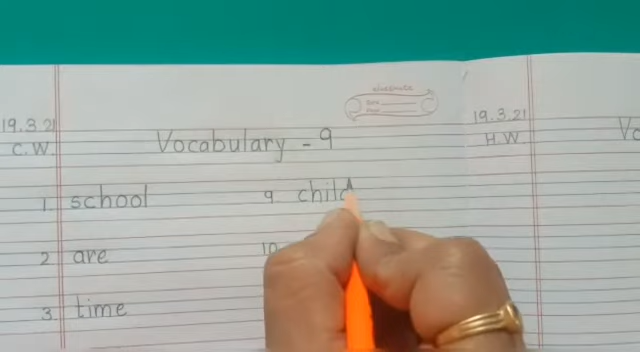 19.3.21
C.W.
Vocabulary - 9
19.3.21
H.W.
1. school
9 child
2 are
10
3. time